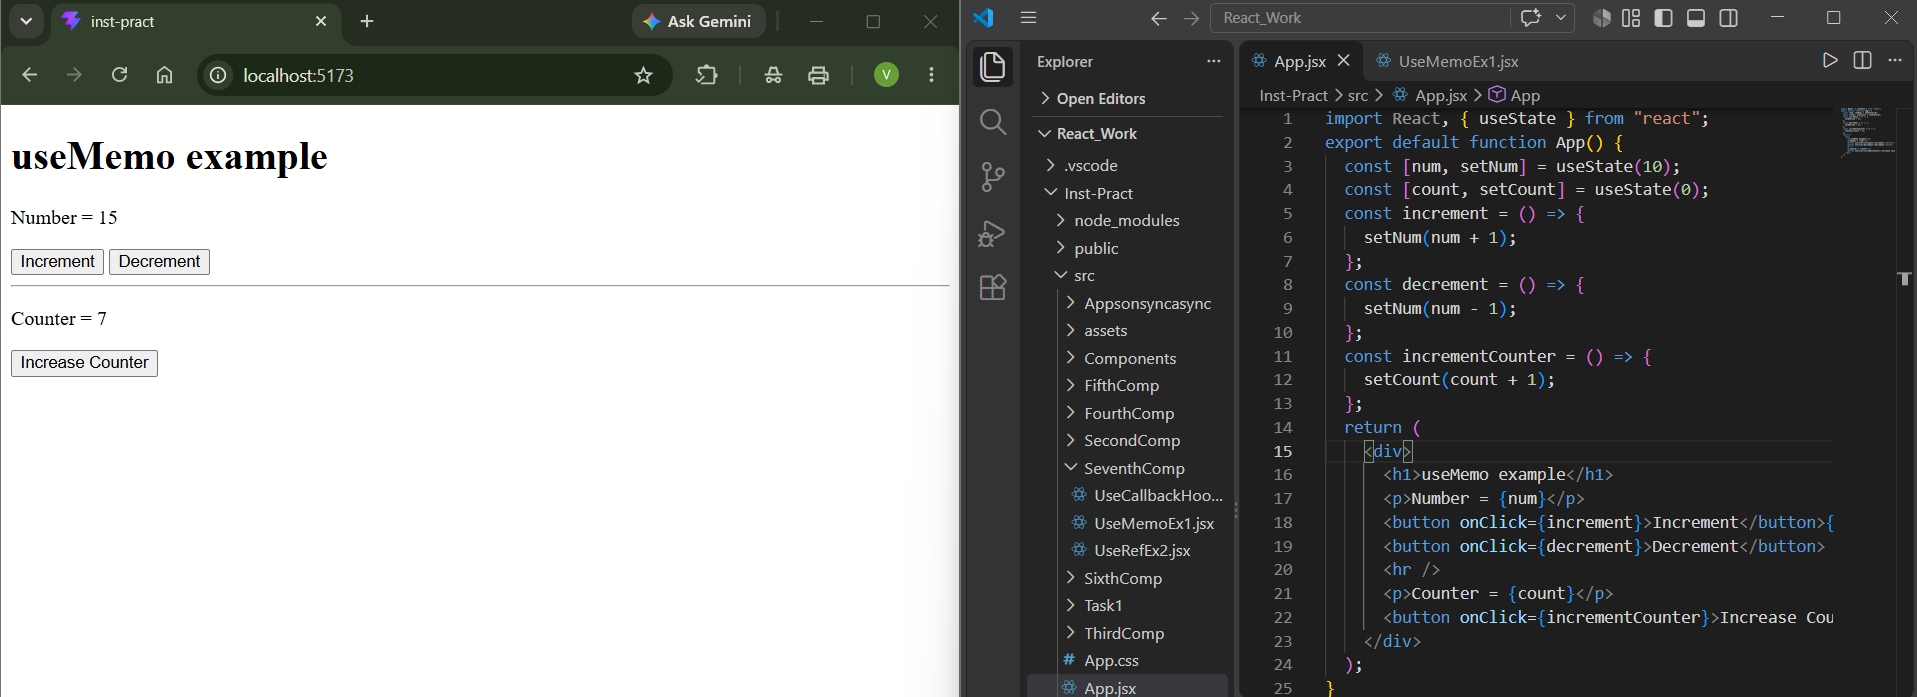 inst-pract
Ask Gemini
localhost:5173
V
useMemo example
Number = 15
Increment Decrement
Counter = 7
Increase Counter
React_Work
Explorer
Open Editors
React_Work
.vscode
Inst-Pract
node_modules
public
src
Appsonsyncasync
assets
Components
FifthComp
FourthComp
SecondComp
SeventhComp
UseCallbackHoo...
UseMemoEx1.jsx
UseRefEx2.jsx
SixthComp
Task1
ThirdComp
App.css
App.jsx
App.jsx UseMemoEx1.jsx
Inst-Pract > src > App.jsx > App
1 import React, { useState } from "react";
2 export default function App() {
3 const [num, setNum] = useState(10);
4 const [count, setCount] = useState(0);
5 const increment = () => {
6 setNum(num + 1);
7 };
8 const decrement = () => {
9 setNum(num - 1);
10 };
11 const incrementCounter = () => {
12 setCount(count + 1);
13 };
14 return (
15 <div>
16 <h1>useMemo example</h1>
17 <p>Number = {num}</p>
18 <button onClick={increment}>Increment</button>{
19 <button onClick={decrement}>Decrement</button>
20 <hr />
21 <p>Counter = {count}</p>
22 <button onClick={incrementCounter}>Increase Cou
23 </div>
24 );
25 }